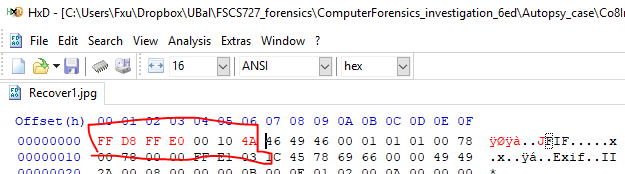 HxD - [C:\Users\Fxu\Dropbox\UBal\FSCS727_forensics\ComputerForensics_investigation_6ed\Autopsy_case\Co8In
File Edit Search View Analysis Extras Window ?
16 ANSI hex
Recover1.jpg
Offset(h) 00 01 02 03 04 05 06 07 08 09 0A 0B 0C 0D 0E 0F
00000000 FF D8 FF E0 00 10 4A 46 49 46 00 01 01 01 00 78 ÿØÿà..JFIF.....x
00000010 00 78 00 00 FF E1 03 1C 45 78 69 66 00 00 49 49 .x..ÿá..Exif..II